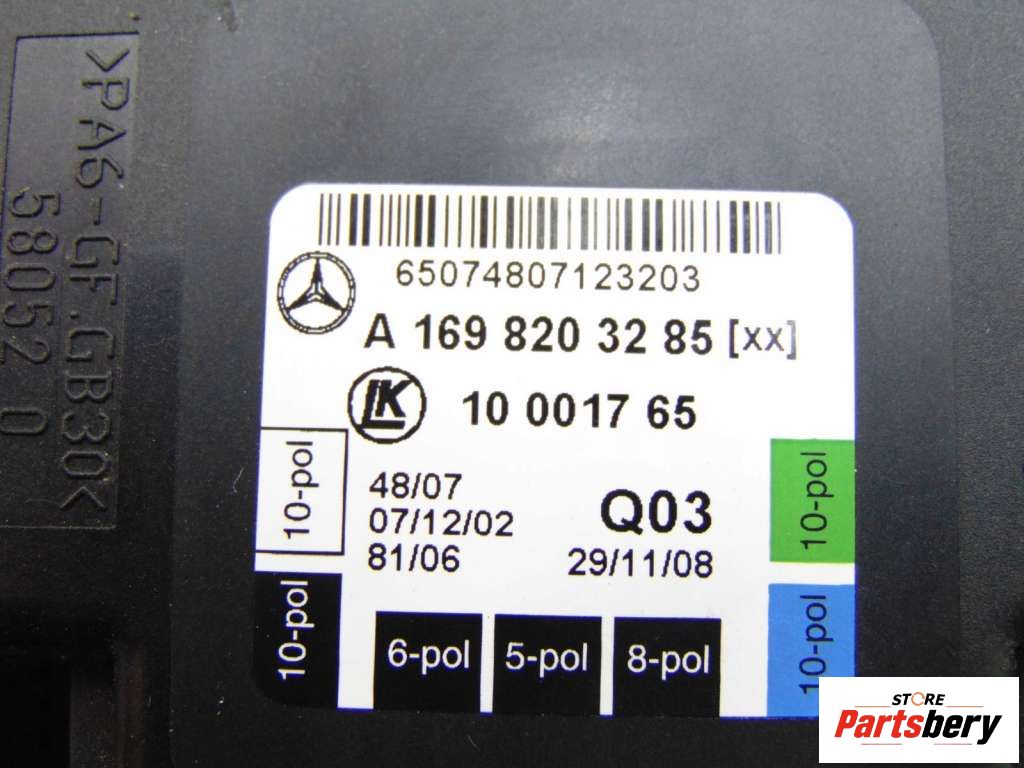 >PA6-GF.GB30K<
58052 0
65074807123203
A 169 820 32 85 [xx]
LK
10 0017 65
10-pol
48/07
07/12/02
81/06
Q03
29/11/08
10-pol
10-pol
6-pol
5-pol
8-pol
10-pol
STORE
Partsbery